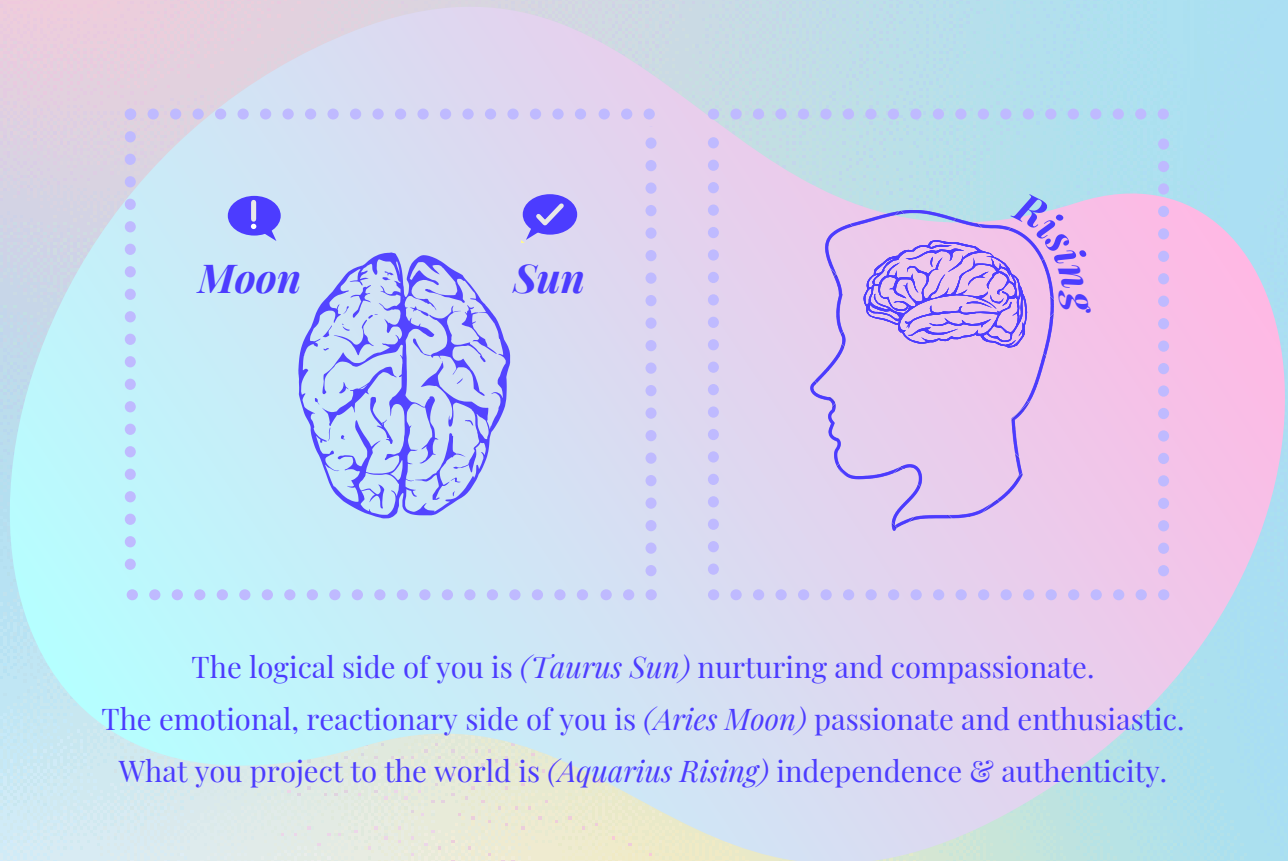 Moon
Sun
Rising
The logical side of you is (Taurus Sun) nurturing and compassionate.
The emotional, reactionary side of you is (Aries Moon) passionate and enthusiastic.
What you project to the world is (Aquarius Rising) independence & authenticity.